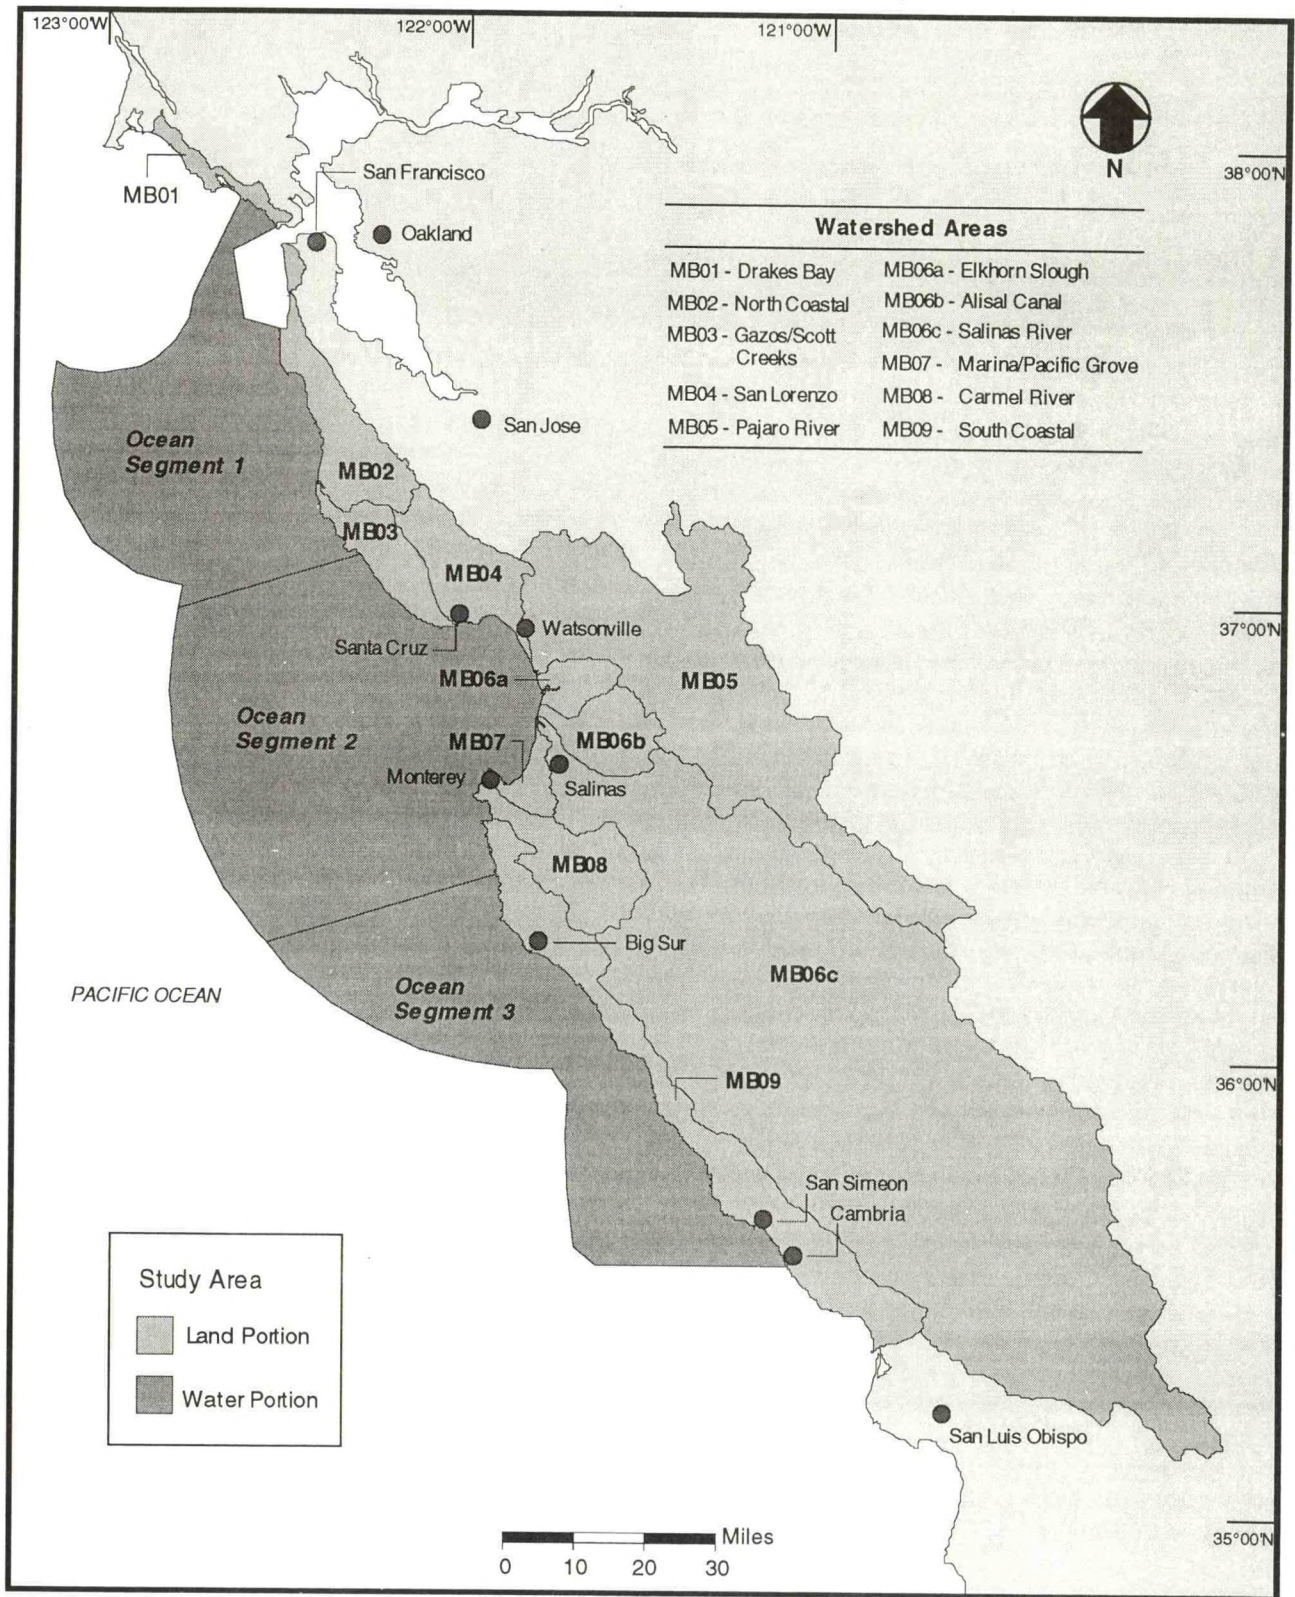 123°00'W
122°00'W
121°00'W
N
38°00'N
MB01
San Francisco
Oakland
Watershed Areas
MB01 - Drakes Bay
MB02 - North Coastal
MB03 - Gazos/Scott
Creeks
MB04 - San Lorenzo
MB05 - Pajaro River
MB06a - Elkhorn Slough
MB06b - Alisal Canal
MB06c - Salinas River
MB07 - Marina/Pacific Grove
MB08 - Carmel River
MB09 - South Coastal
San Jose
Ocean
Segment 1
MB02
MB03
MB04
37°00'N
Watsonville
Santa Cruz
MB06a
MB05
Ocean
Segment 2
MB07
MB06b
Monterey
Salinas
MB08
Big Sur
MB06c
PACIFIC OCEAN
Ocean
Segment 3
MB09
36°00'N
San Simeon
Cambria
Study Area
Land Portion
Water Portion
San Luis Obispo
Miles
0 10 20 30
35°00'N